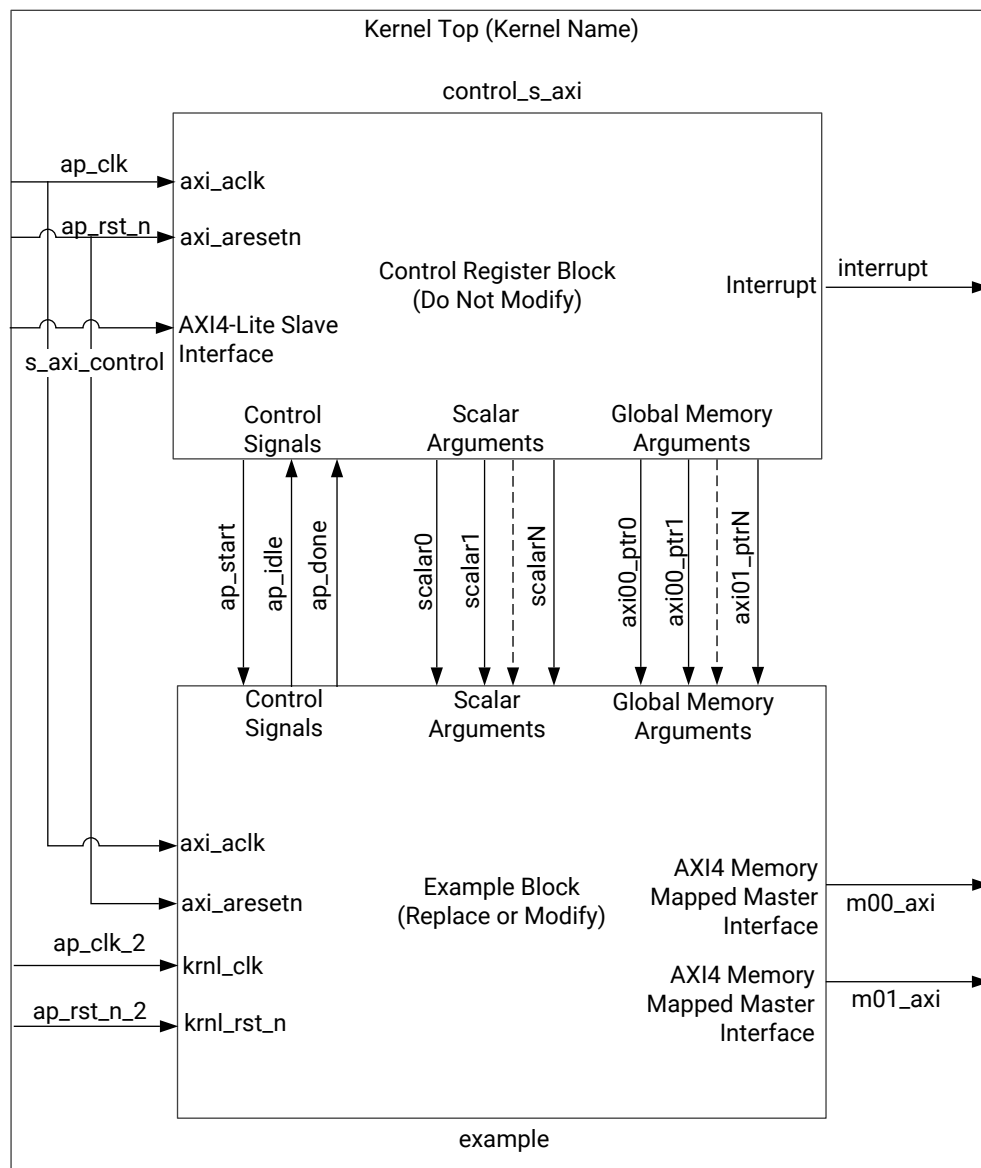 Kernel Top (Kernel Name)
control_s_axi
ap_clk
axi_aclk
ap_rst_n
axi_aresetn
Control Register Block
(Do Not Modify)
Interrupt
interrupt
AXI4-Lite Slave
Interface
s_axi_control
Control
Signals
Scalar
Arguments
Global Memory
Arguments
ap_start
ap_idle
ap_done
scalar0
scalar1
scalarN
axi00_ptr0
axi00_ptr1
axi01_ptrN
Control
Signals
Scalar
Arguments
Global Memory
Arguments
axi_aclk
axi_aresetn
Example Block
(Replace or Modify)
AXI4 Memory
Mapped Master
Interface
m00_axi
ap_clk_2
krnl_clk
ap_rst_n_2
krnl_rst_n
AXI4 Memory
Mapped Master
Interface
m01_axi
example